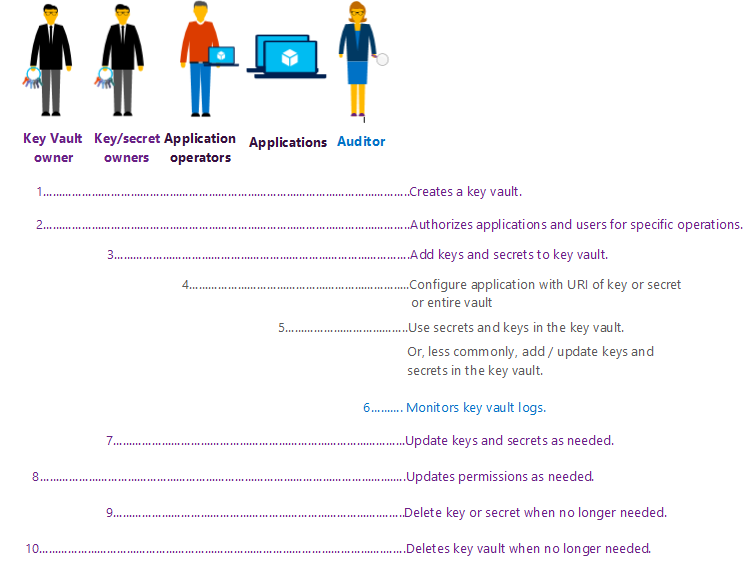 Key Vault owner
Key/secret owners
Application operators
Applications
Auditor
1....................Creates a key vault.
2....................Authorizes applications and users for specific operations.
3....................Add keys and secrets to key vault.
4....................Configure application with URI of key or secret
or entire vault
5....................Use secrets and keys in the key vault.
Or, less commonly, add / update keys and
secrets in the key vault.
6.......... Monitors key vault logs.
7....................Update keys and secrets as needed.
8....................Updates permissions as needed.
9....................Delete key or secret when no longer needed.
10....................Deletes key vault when no longer needed.